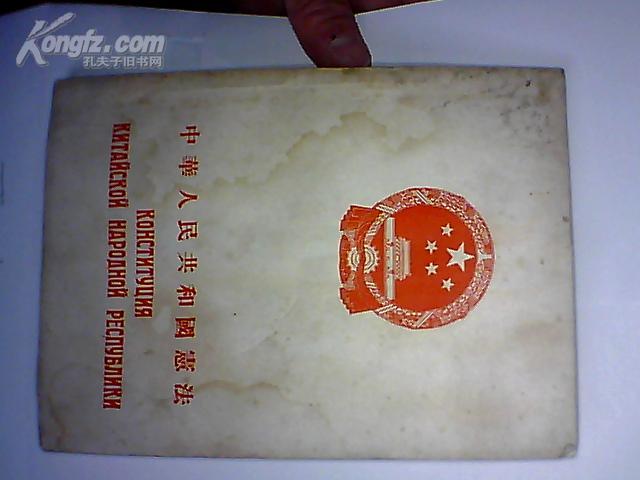 Kongfz.com
孔夫子旧书网
中華人民共和國憲法
КОНСТИТУЦИЯ
КИТАЙСКОЙ НАРОДНОЙ РЕСПУБЛИКИ